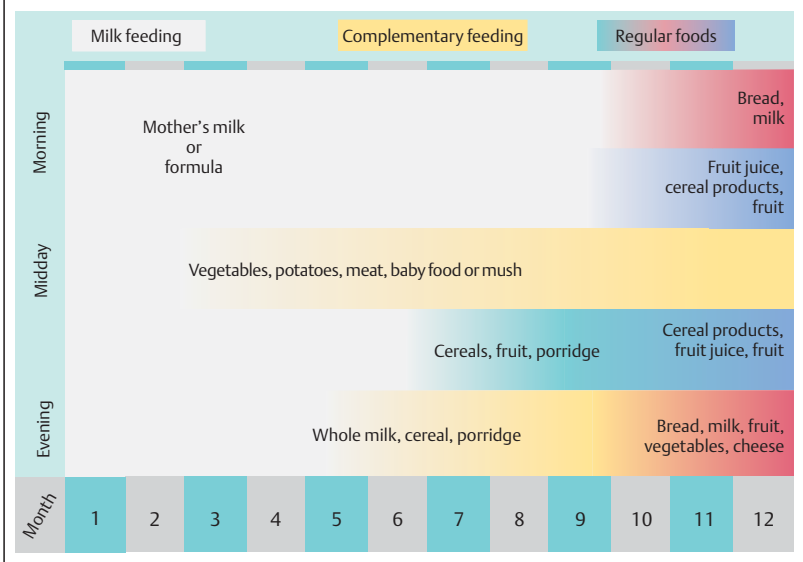 Milk feeding
Complementary feeding
Regular foods
Morning
Mother's milk
or
formula
Bread,
milk
Fruit juice,
cereal products,
fruit
Midday
Vegetables, potatoes, meat, baby food or mush
Cereals, fruit, porridge
Cereal products,
fruit juice, fruit
Evening
Whole milk, cereal, porridge
Bread, milk, fruit,
vegetables, cheese
Month
1 2 3 4 5 6 7 8 9 10 11 12